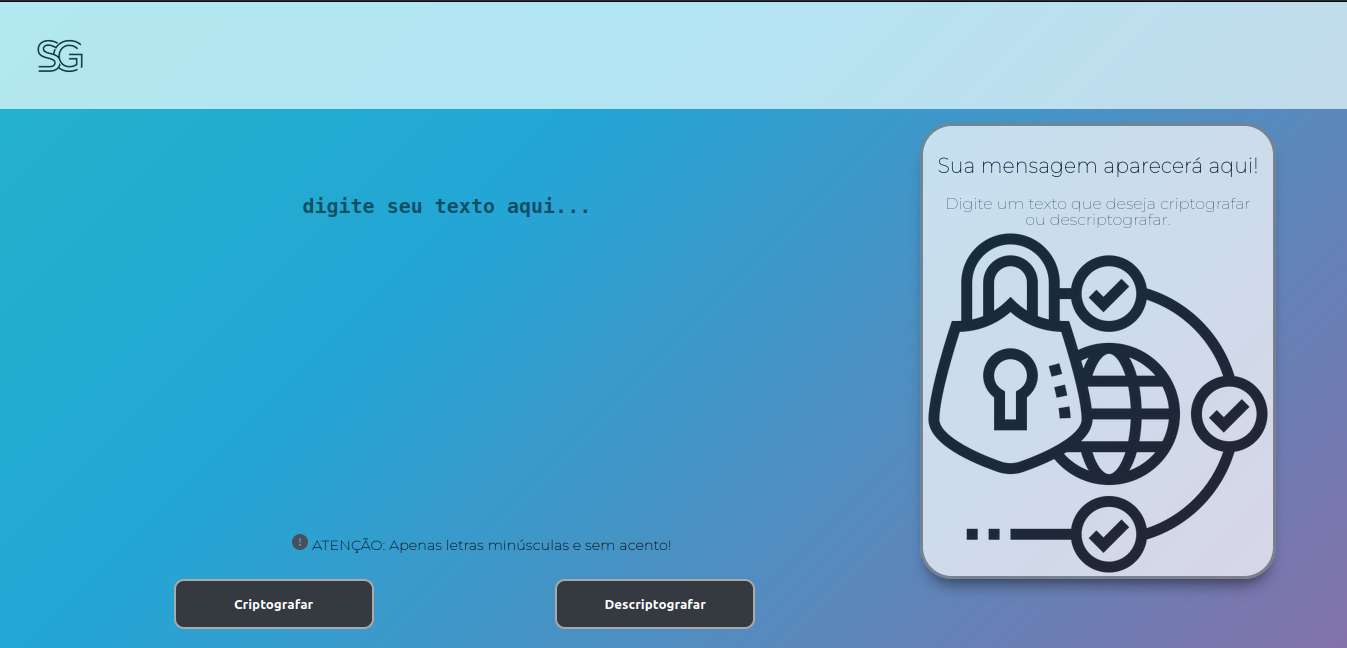 SG
digite seu texto aqui...
ATENÇÃO: Apenas letras minúsculas e sem acento!
Criptografar
Descriptografar
Sua mensagem aparecerá aqui!
Digite um texto que deseja criptografar
ou descriptografar.